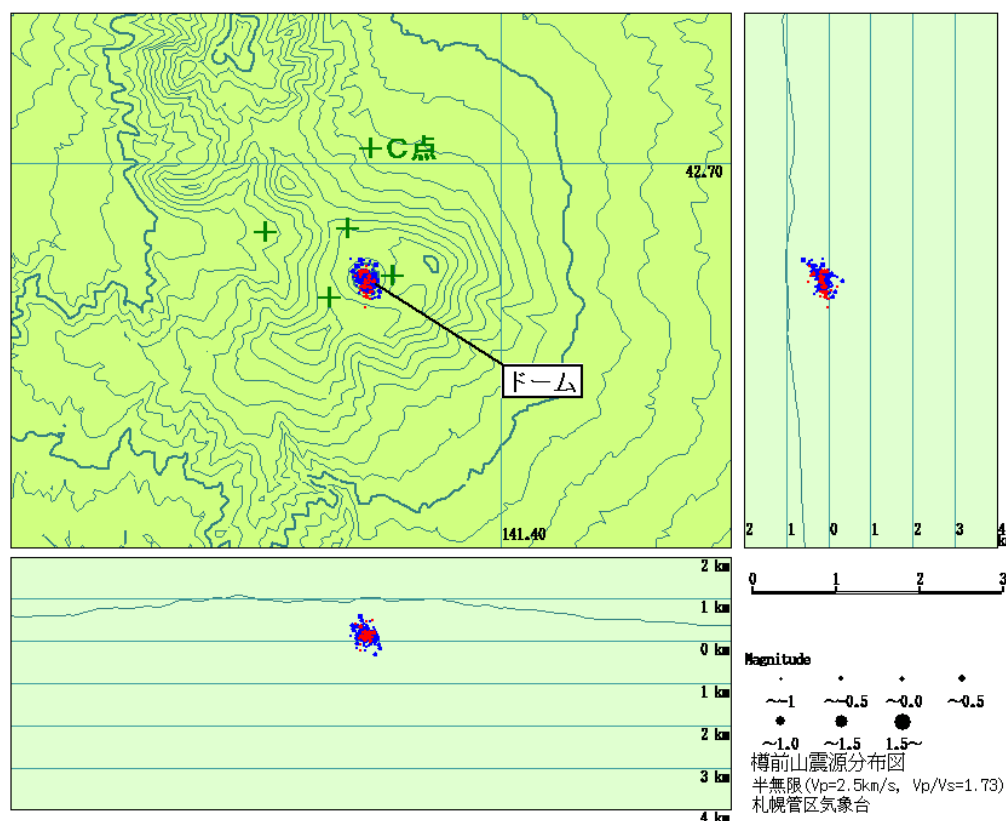 C点
42.70
ドーム
141.40
2 1 0 1 2 3 4
km
2 km
1 km
0 km
1 km
2 km
3 km
4 km
0 1 2 3
Magnitude
～-1 ～-0.5 ～0.0 ～0.5
～1.0 ～1.5 1.5～
樽前山震源分布図
半無限(Vp=2.5km/s, Vp/Vs=1.73)
札幌管区気象台